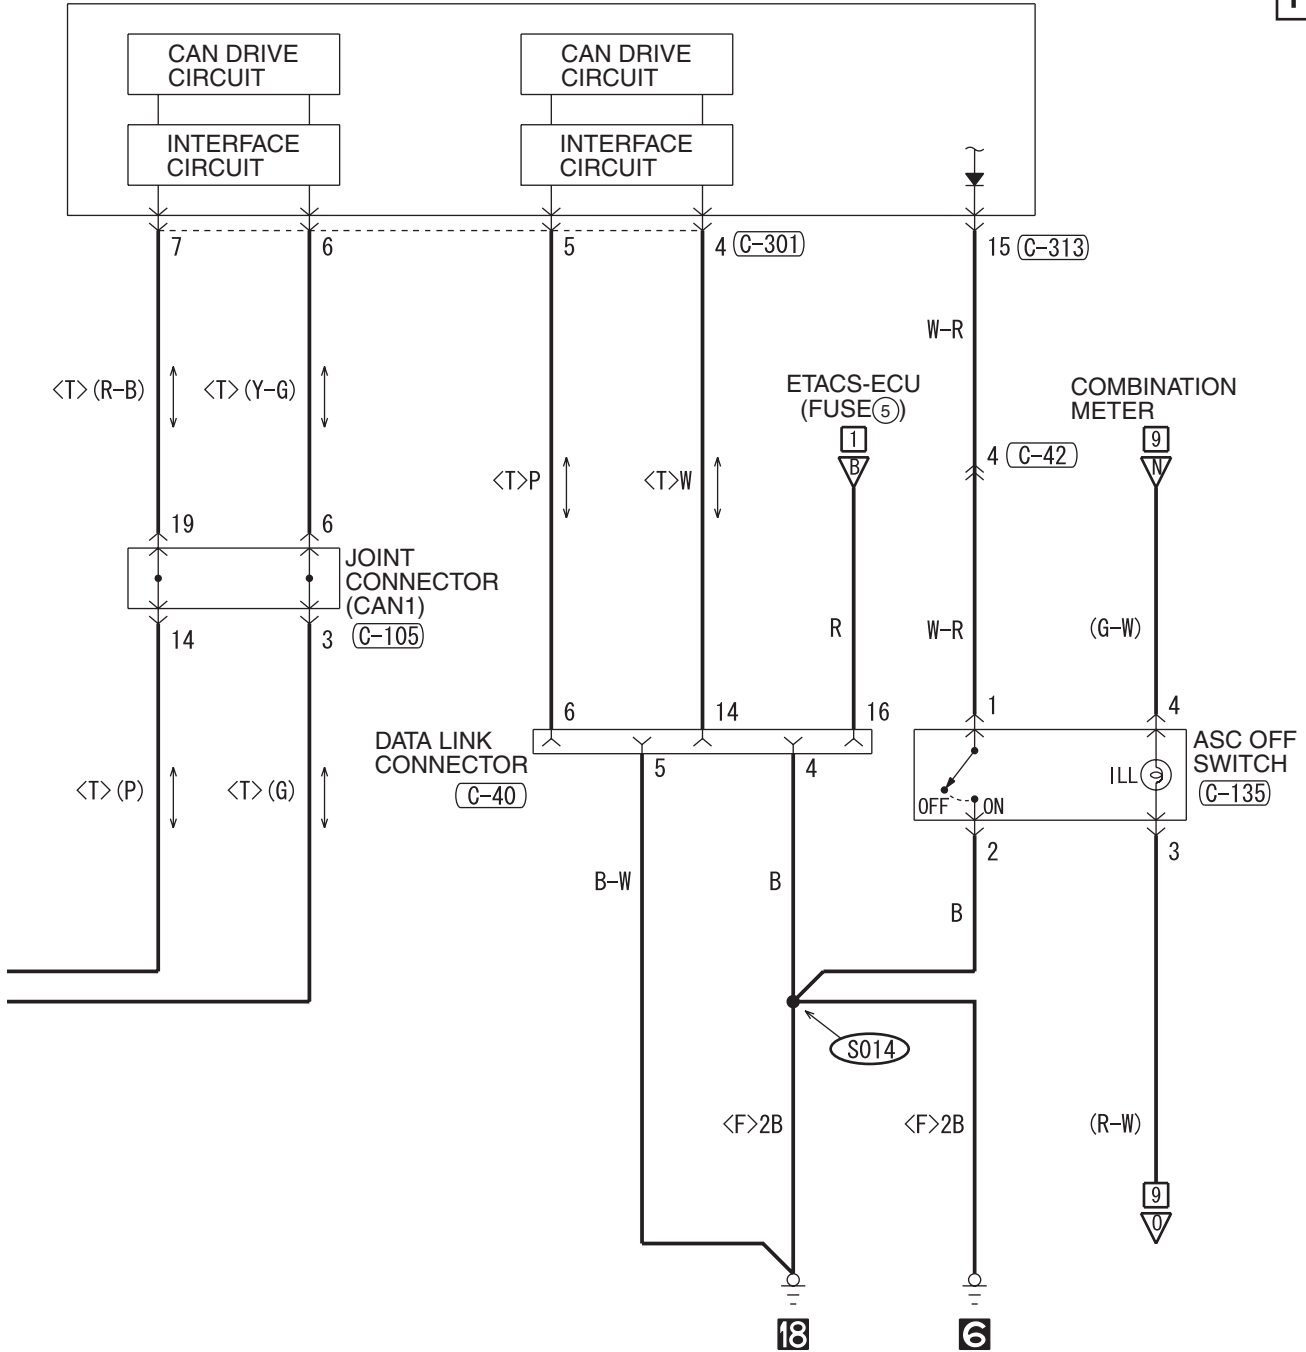 CAN DRIVE
CIRCUIT
CAN DRIVE
CIRCUIT
INTERFACE
CIRCUIT
INTERFACE
CIRCUIT
7
6
5
4 C-301
15 C-313
W-R
<T>(R-B)
<T>(Y-G)
ETACS-ECU
(FUSE⑤)
COMBINATION
METER
1
B
9
N
4 C-42
<T>P
<T>W
19
6
JOINT
CONNECTOR
(CAN1)
C-105
14
3
R
W-R
(G-W)
6
14
16
1
4
DATA LINK
CONNECTOR
C-40
5
4
ASC OFF
SWITCH
C-135
ILL
OFF
ON
<T>(P)
<T>(G)
2
3
B-W
B
B
S014
<F>2B
<F>2B
(R-W)
9
O
18
6